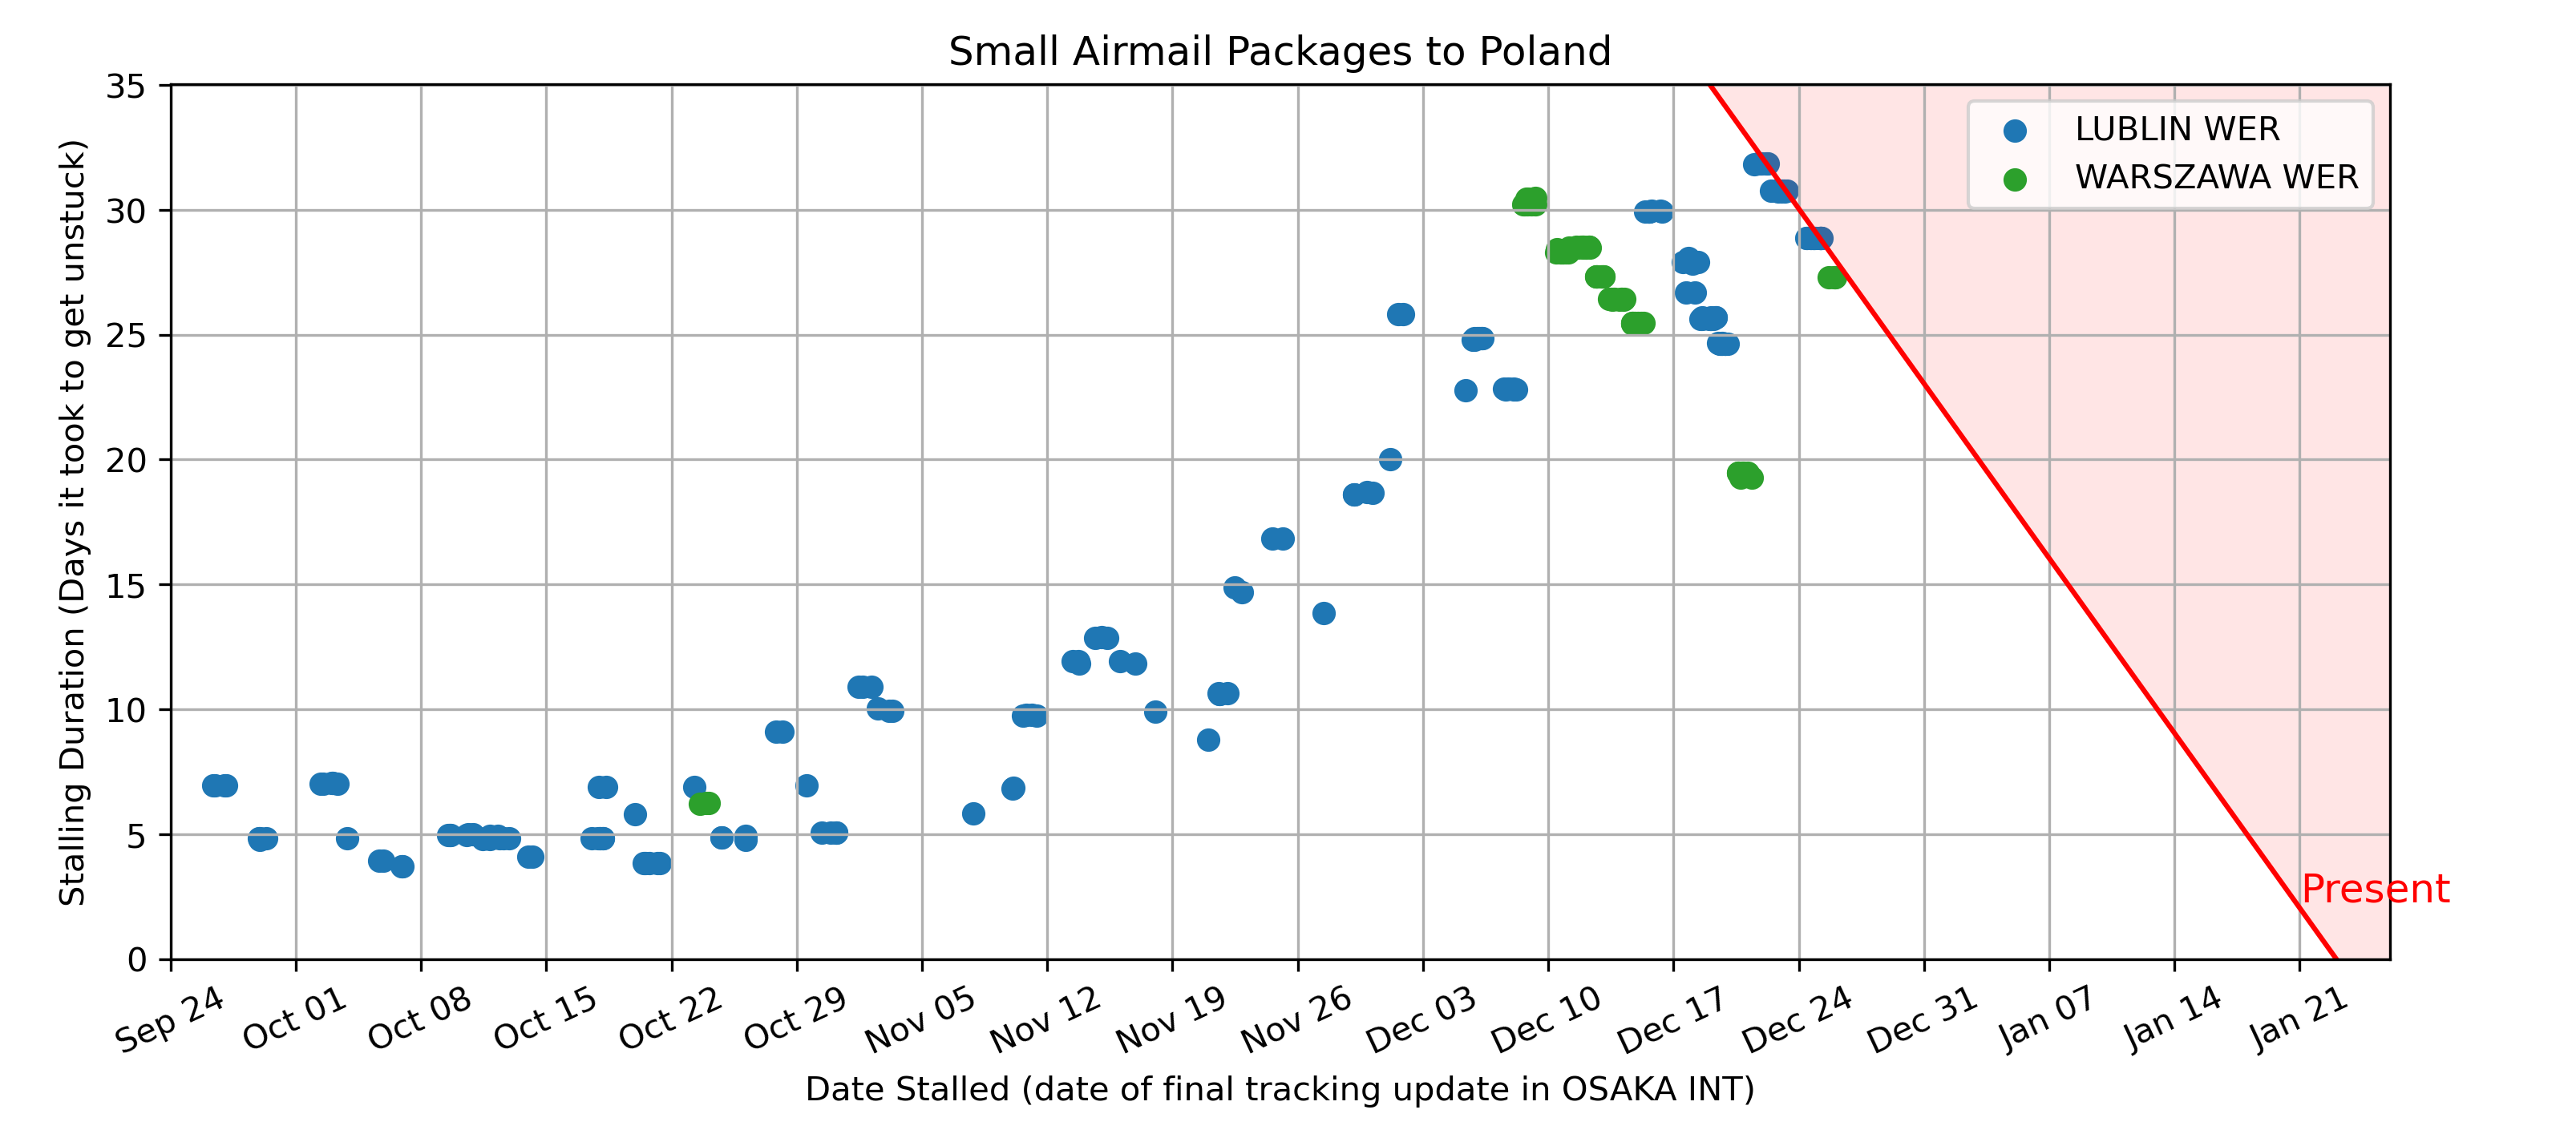 Small Airmail Packages to Poland
Stalling Duration (Days it took to get unstuck)
35
30
25
20
15
10
5
0
LUBLIN WER
WARSZAWA WER
Present
Sep 24
Oct 01
Oct 08
Oct 15
Oct 22
Oct 29
Nov 05
Nov 12
Nov 19
Nov 26
Dec 03
Dec 10
Dec 17
Dec 24
Dec 31
Jan 07
Jan 14
Jan 21
Date Stalled (date of final tracking update in OSAKA INT)